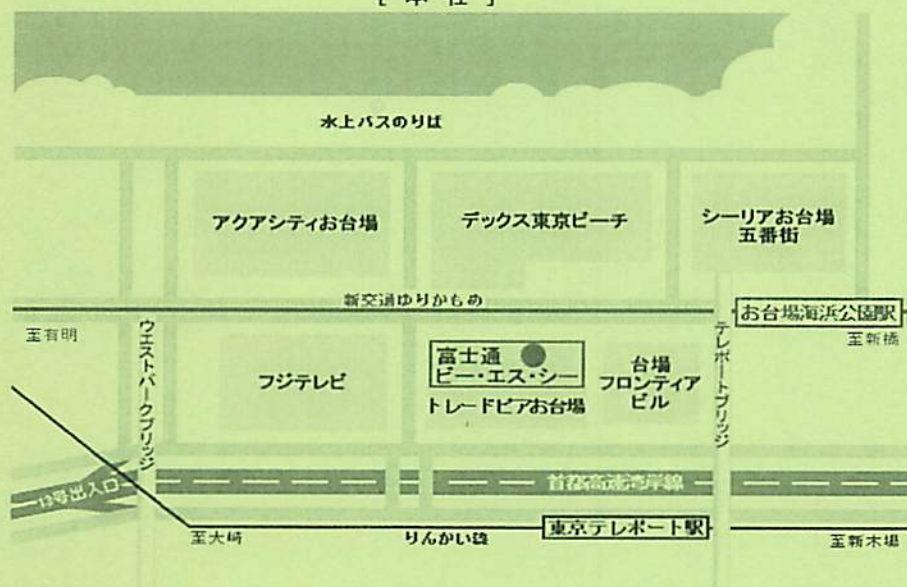 [ 本 社 ]
水上バスのりば
アクアシティお台場
デックス東京ビーチ
シーリアお台場
五番街
新交通ゆりかもめ
お台場海浜公園駅
至有明
至新橋
ウエストパークブリッジ
フジテレビ
富士通
ビー・エス・シー
トレードピアお台場
台場
フロンティア
ビル
テレポートブリッジ
13号出入口
首都高速湾岸線
至大崎
りんかい線
東京テレポート駅
至新木場